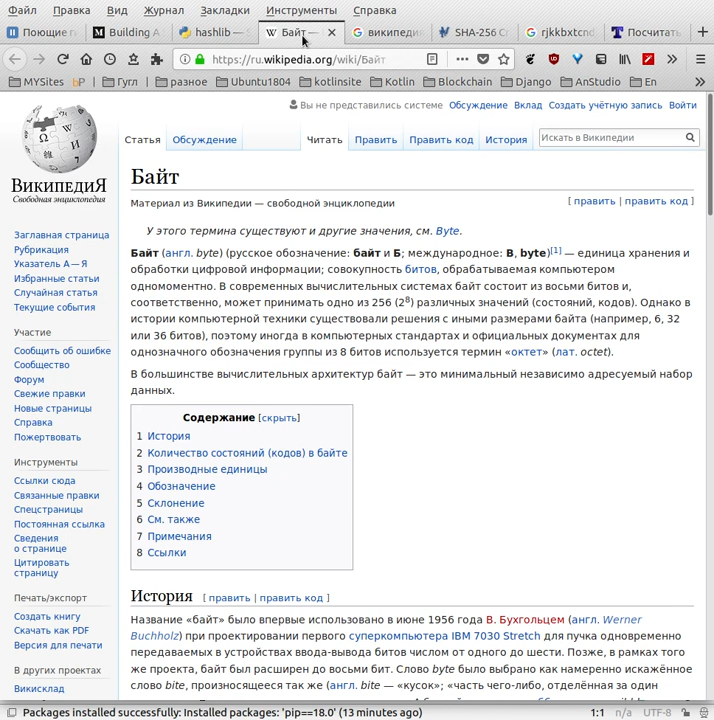 Файл Правка Вид Журнал Закладки Инструменты Справка
Поющие г Building A hashlib — Байт — википеди SHA-256 Cr rjkkbxtcnd Посчитать
https://ru.wikipedia.org/wiki/Байт
MYSites bP Гугл разное Ubuntu1804 kotlinsite Kotlin Blockchain Django AnStudio En
Вы не представились системе Обсуждение Вклад Создать учётную запись Войти
Статья Обсуждение Читать Править Править код История Искать в Википедии
ВикипедиЯ
Свободная энциклопедия
Заглавная страница
Рубрикация
Указатель А — Я
Избранные статьи
Случайная статья
Текущие события
Участие
Сообщить об ошибке
Сообщество
Форум
Свежие правки
Новые страницы
Справка
Пожертвовать
Инструменты
Ссылки сюда
Связанные правки
Спецстраницы
Постоянная ссылка
Сведения
о странице
Цитировать
страницу
Печать/экспорт
Создать книгу
Скачать как PDF
Версия для печати
В других проектах
Викисклад
Байт
Материал из Википедии — свободной энциклопедии [ править | править код ]
У этого термина существуют и другие значения, см. Byte.
Байт (англ. byte) (русское обозначение: байт и Б; международное: B, byte)[1] — единица хранения и
обработки цифровой информации; совокупность битов, обрабатываемая компьютером
одномоментно. В современных вычислительных системах байт состоит из восьми битов и,
соответственно, может принимать одно из 256 (2⁸) различных значений (состояний, кодов). Однако в
истории компьютерной техники существовали решения с иными размерами байта (например, 6, 32
или 36 битов), поэтому иногда в компьютерных стандартах и официальных документах для
однозначного обозначения группы из 8 битов используется термин «октет» (лат. octet).
В большинстве вычислительных архитектур байт — это минимальный независимо адресуемый набор
данных.
Содержание [скрыть]
1 История
2 Количество состояний (кодов) в байте
3 Производные единицы
4 Обозначение
5 Склонение
6 См. также
7 Примечания
8 Ссылки
История [ править | править код ]
Название «байт» было впервые использовано в июне 1956 года В. Бухгольцем (англ. Werner
Buchholz) при проектировании первого суперкомпьютера IBM 7030 Stretch для пучка одновременно
передаваемых в устройствах ввода-вывода битов числом от одного до шести. Позже, в рамках того
же проекта, байт был расширен до восьми бит. Слово byte было выбрано как намеренно искажённое
слово bite, произносящееся так же (англ. bite — «кусок»; «часть чего-либо, отделённая за один
Packages installed successfully: Installed packages: 'pip==18.0' (13 minutes ago) 1:1 n/a UTF-8